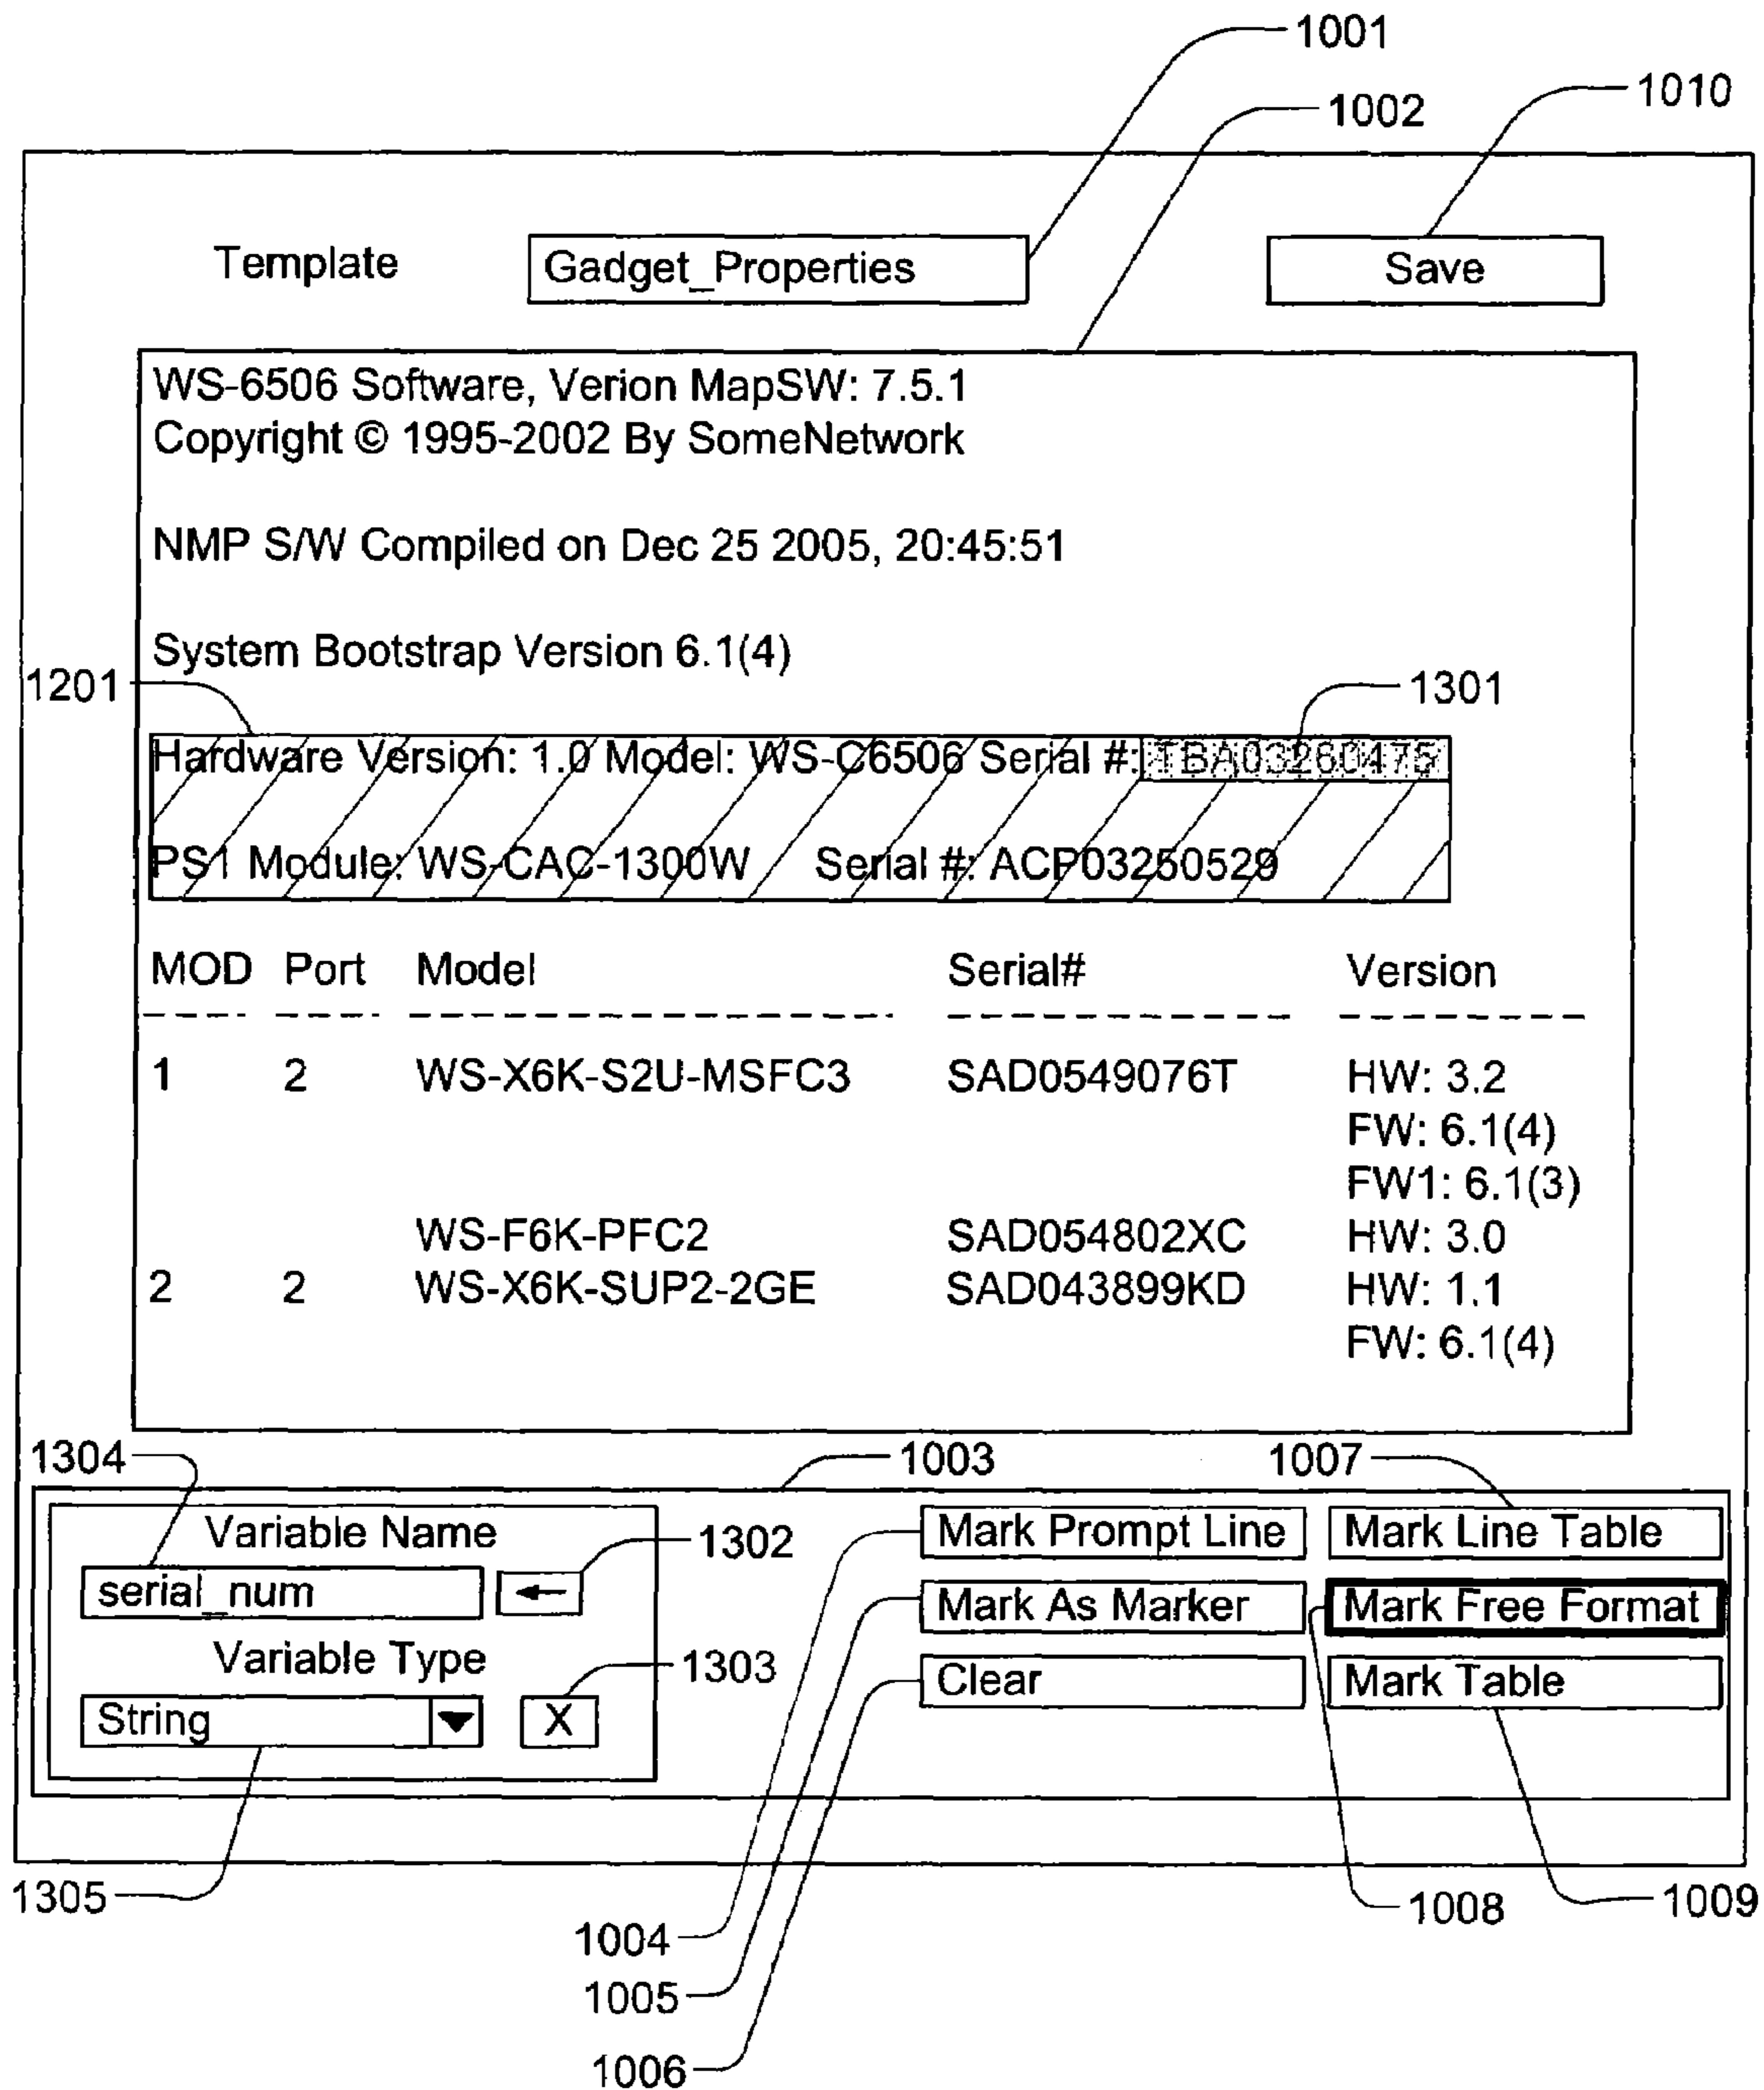 1001
1002
1010
Template Gadget_Properties Save
WS-6506 Software, Verion MapSW: 7.5.1
Copyright © 1995-2002 By SomeNetwork
NMP S/W Compiled on Dec 25 2005, 20:45:51
System Bootstrap Version 6.1(4)
1201 1301
Hardware Version: 1.0 Model: WS-C6506 Serial #: TBA03260475
PS1 Module: WS-CAC-1300W Serial #: ACP03250529
MOD Port Model Serial# Version
1 2 WS-X6K-S2U-MSFC3 SAD0549076T HW: 3.2
FW: 6.1(4)
FW1: 6.1(3)
WS-F6K-PFC2 SAD054802XC HW: 3.0
2 2 WS-X6K-SUP2-2GE SAD043899KD HW: 1.1
FW: 6.1(4)
1304 1003 1007
Variable Name 1302 Mark Prompt Line Mark Line Table
serial_num ← Mark As Marker Mark Free Format
Variable Type 1303 Clear Mark Table
String X
1305 1008 1009
1004
1005
1006